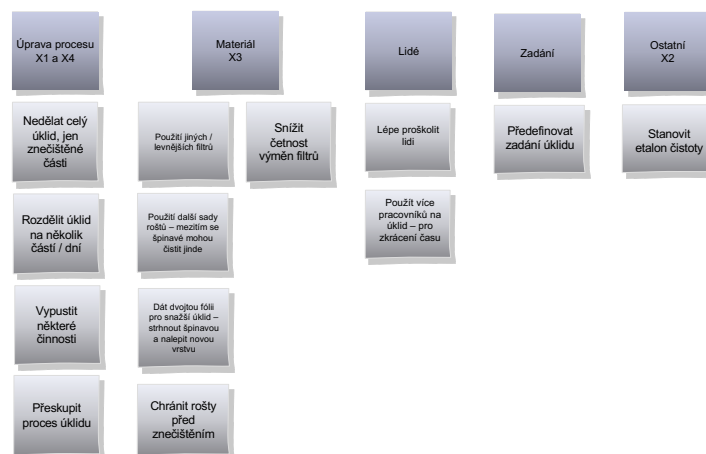 Úprava procesu
X1 a X4
Materiál
X3
Lidé
Zadání
Ostatní
X2
Nedělat celý
úklid, jen
znečištěné
části
Použití jiných /
levnějších filtrů
Snížit
četnost
výměn filtrů
Lépe proškolit
lidi
Předefinovat
zadání úklidu
Stanovit
etalon čistoty
Rozdělit úklid
na několik
částí / dní
Použití další sady
roštů – mezitím se
špinavé mohou
čistit jinde
Použít více
pracovníků na
úklid – pro
zkrácení času
Vypustit
některé
činnosti
Dát dvojtou fólii
pro snažší úklid –
strhnout špinavou
a nalepit novou
vrstvu
Přeskupit
proces úklidu
Chránit rošty
před
znečištěním